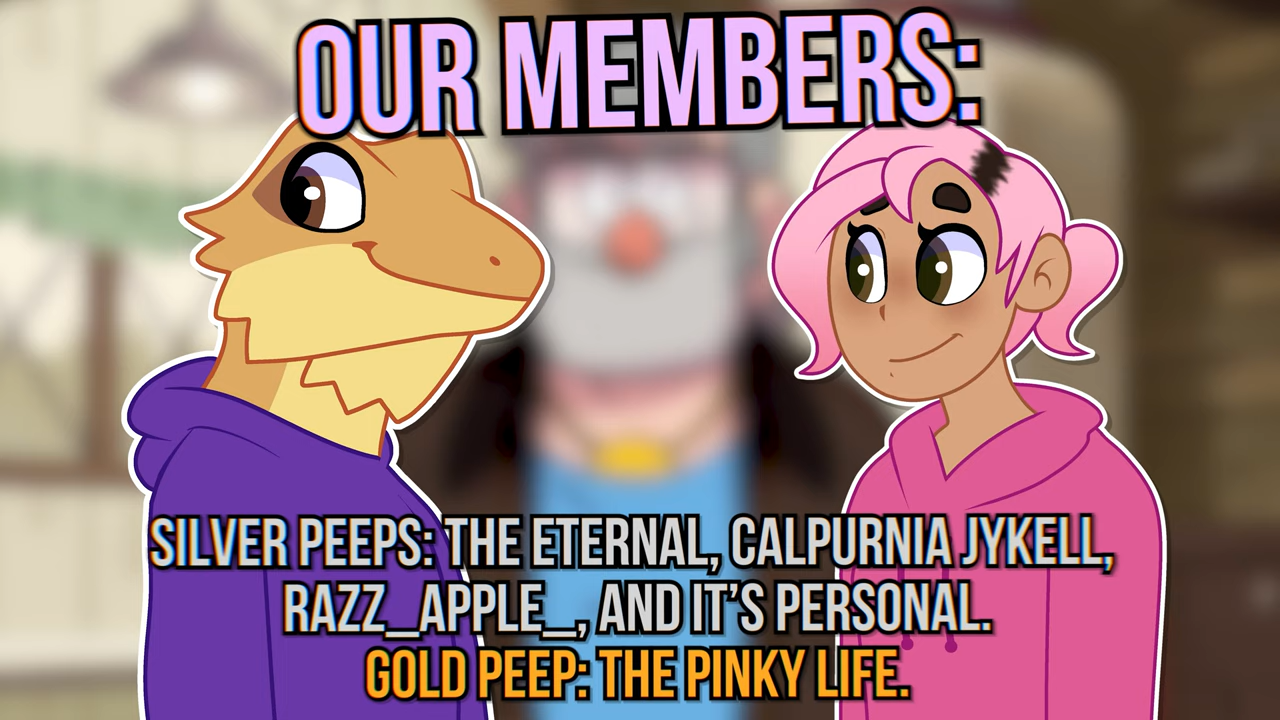 OUR MEMBERS:
SILVER PEEPS: THE ETERNAL, CALPURNIA JYKELL,
RAZZ_APPLE_, AND IT'S PERSONAL.
GOLD PEEP: THE PINKY LIFE.